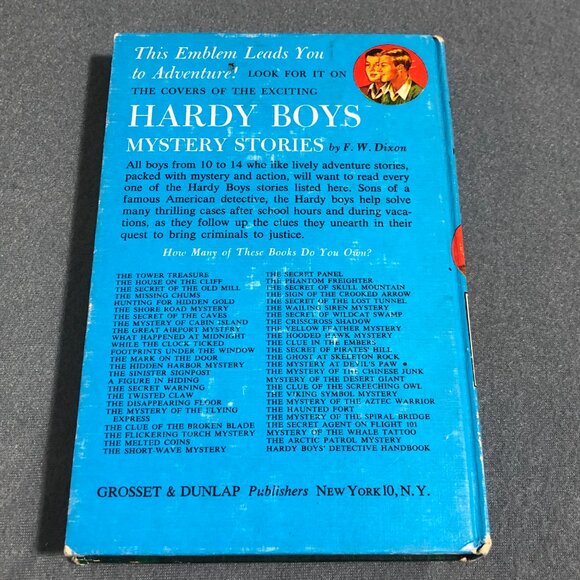 This Emblem Leads You
to Adventure! LOOK FOR IT ON
THE COVERS OF THE EXCITING
HARDY BOYS
MYSTERY STORIES by F. W. Dixon
All boys from 10 to 14 who like lively adventure stories,
packed with mystery and action, will want to read every
one of the Hardy Boys stories listed here. Sons of a
famous American detective, the Hardy boys help solve
many thrilling cases after school hours and during vaca-
tions, as they follow up the clues they unearth in their
quest to bring criminals to justice.
How Many of These Books Do You Own?
THE TOWER TREASURE
THE HOUSE ON THE CLIFF
THE SECRET OF THE OLD MILL
THE MISSING CHUMS
HUNTING FOR HIDDEN GOLD
THE SHORE ROAD MYSTERY
THE SECRET OF THE CAVES
THE MYSTERY OF CABIN ISLAND
THE GREAT AIRPORT MYSTERY
WHAT HAPPENED AT MIDNIGHT
WHILE THE CLOCK TICKED
FOOTPRINTS UNDER THE WINDOW
THE MARK ON THE DOOR
THE HIDDEN HARBOR MYSTERY
THE SINISTER SIGNPOST
A FIGURE IN HIDING
THE SECRET WARNING
THE TWISTED CLAW
THE DISAPPEARING FLOOR
THE MYSTERY OF THE FLYING
EXPRESS
THE CLUE OF THE BROKEN BLADE
THE FLICKERING TORCH MYSTERY
THE MELTED COINS
THE SHORT-WAVE MYSTERY
THE SECRET PANEL
THE PHANTOM FREIGHTER
THE SECRET OF SKULL MOUNTAIN
THE SIGN OF THE CROOKED ARROW
THE SECRET OF THE LOST TUNNEL
THE WAILING SIREN MYSTERY
THE SECRET OF WILDCAT SWAMP
THE CRISSCROSS SHADOW
THE YELLOW FEATHER MYSTERY
THE HOODED HAWK MYSTERY
THE CLUE IN THE EMBERS
THE SECRET OF PIRATES' HILL
THE GHOST AT SKELETON ROCK
THE MYSTERY AT DEVIL'S PAW
THE MYSTERY OF THE CHINESE JUNK
MYSTERY OF THE DESERT GIANT
THE CLUE OF THE SCREECHING OWL
THE VIKING SYMBOL MYSTERY
THE MYSTERY OF THE AZTEC WARRIOR
THE HAUNTED FORT
THE MYSTERY OF THE SPIRAL BRIDGE
THE SECRET AGENT ON FLIGHT 101
MYSTERY OF THE WHALE TATTOO
THE ARCTIC PATROL MYSTERY
HARDY BOYS' DETECTIVE HANDBOOK
GROSSET & DUNLAP Publishers NEW YORK 10, N. Y.